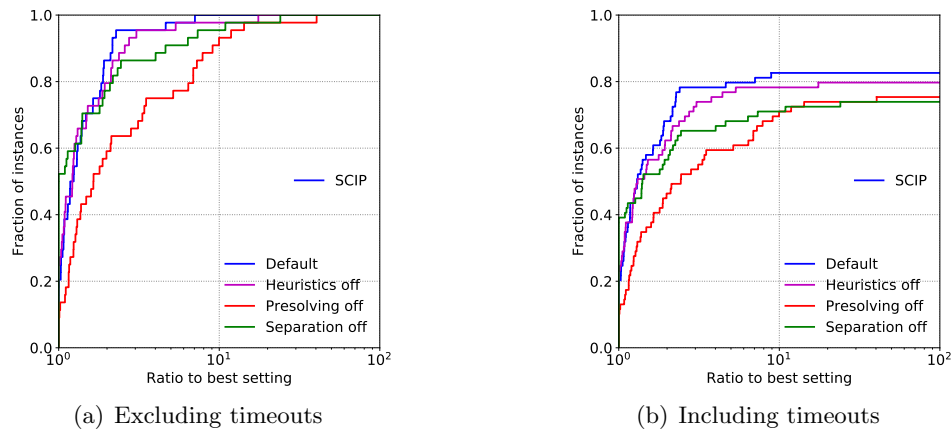 1.0
0.8
0.6
0.4
0.2
0.0
Fraction of instances
SCIP
Default
Heuristics off
Presolving off
Separation off
10^0
10^1
10^2
Ratio to best setting
(a) Excluding timeouts
1.0
0.8
0.6
0.4
0.2
0.0
Fraction of instances
SCIP
Default
Heuristics off
Presolving off
Separation off
10^0
10^1
10^2
Ratio to best setting
(b) Including timeouts